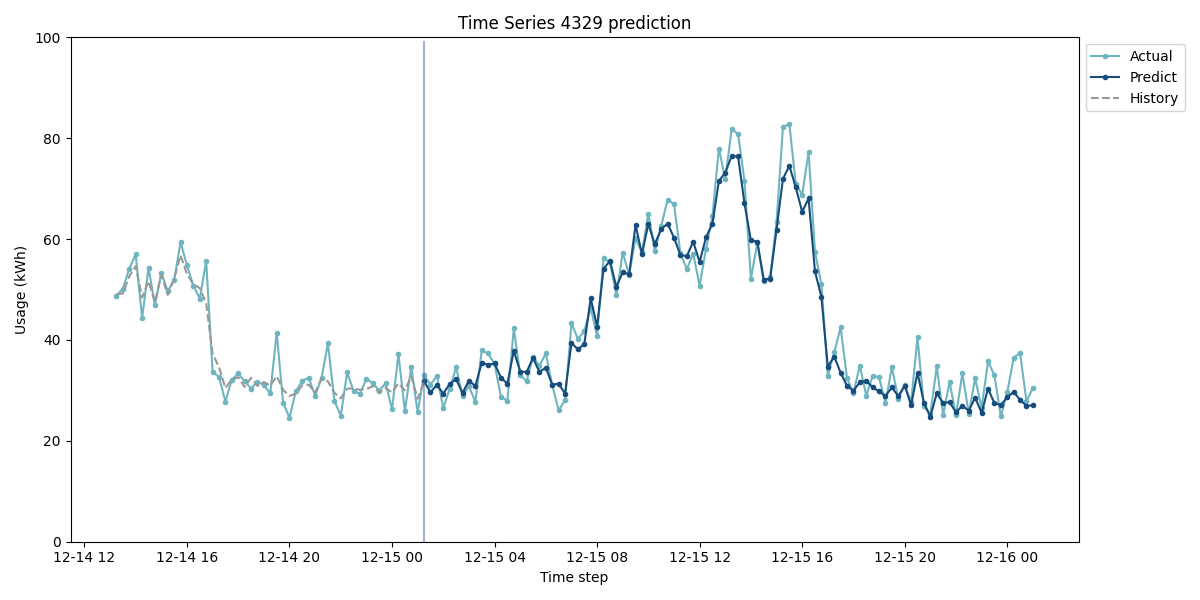 Time Series 4329 prediction
Usage (kWh)
100
80
60
40
20
0
12-14 12
12-14 16
12-14 20
12-15 00
12-15 04
12-15 08
12-15 12
12-15 16
12-15 20
12-16 00
Time step
Actual
Predict
History